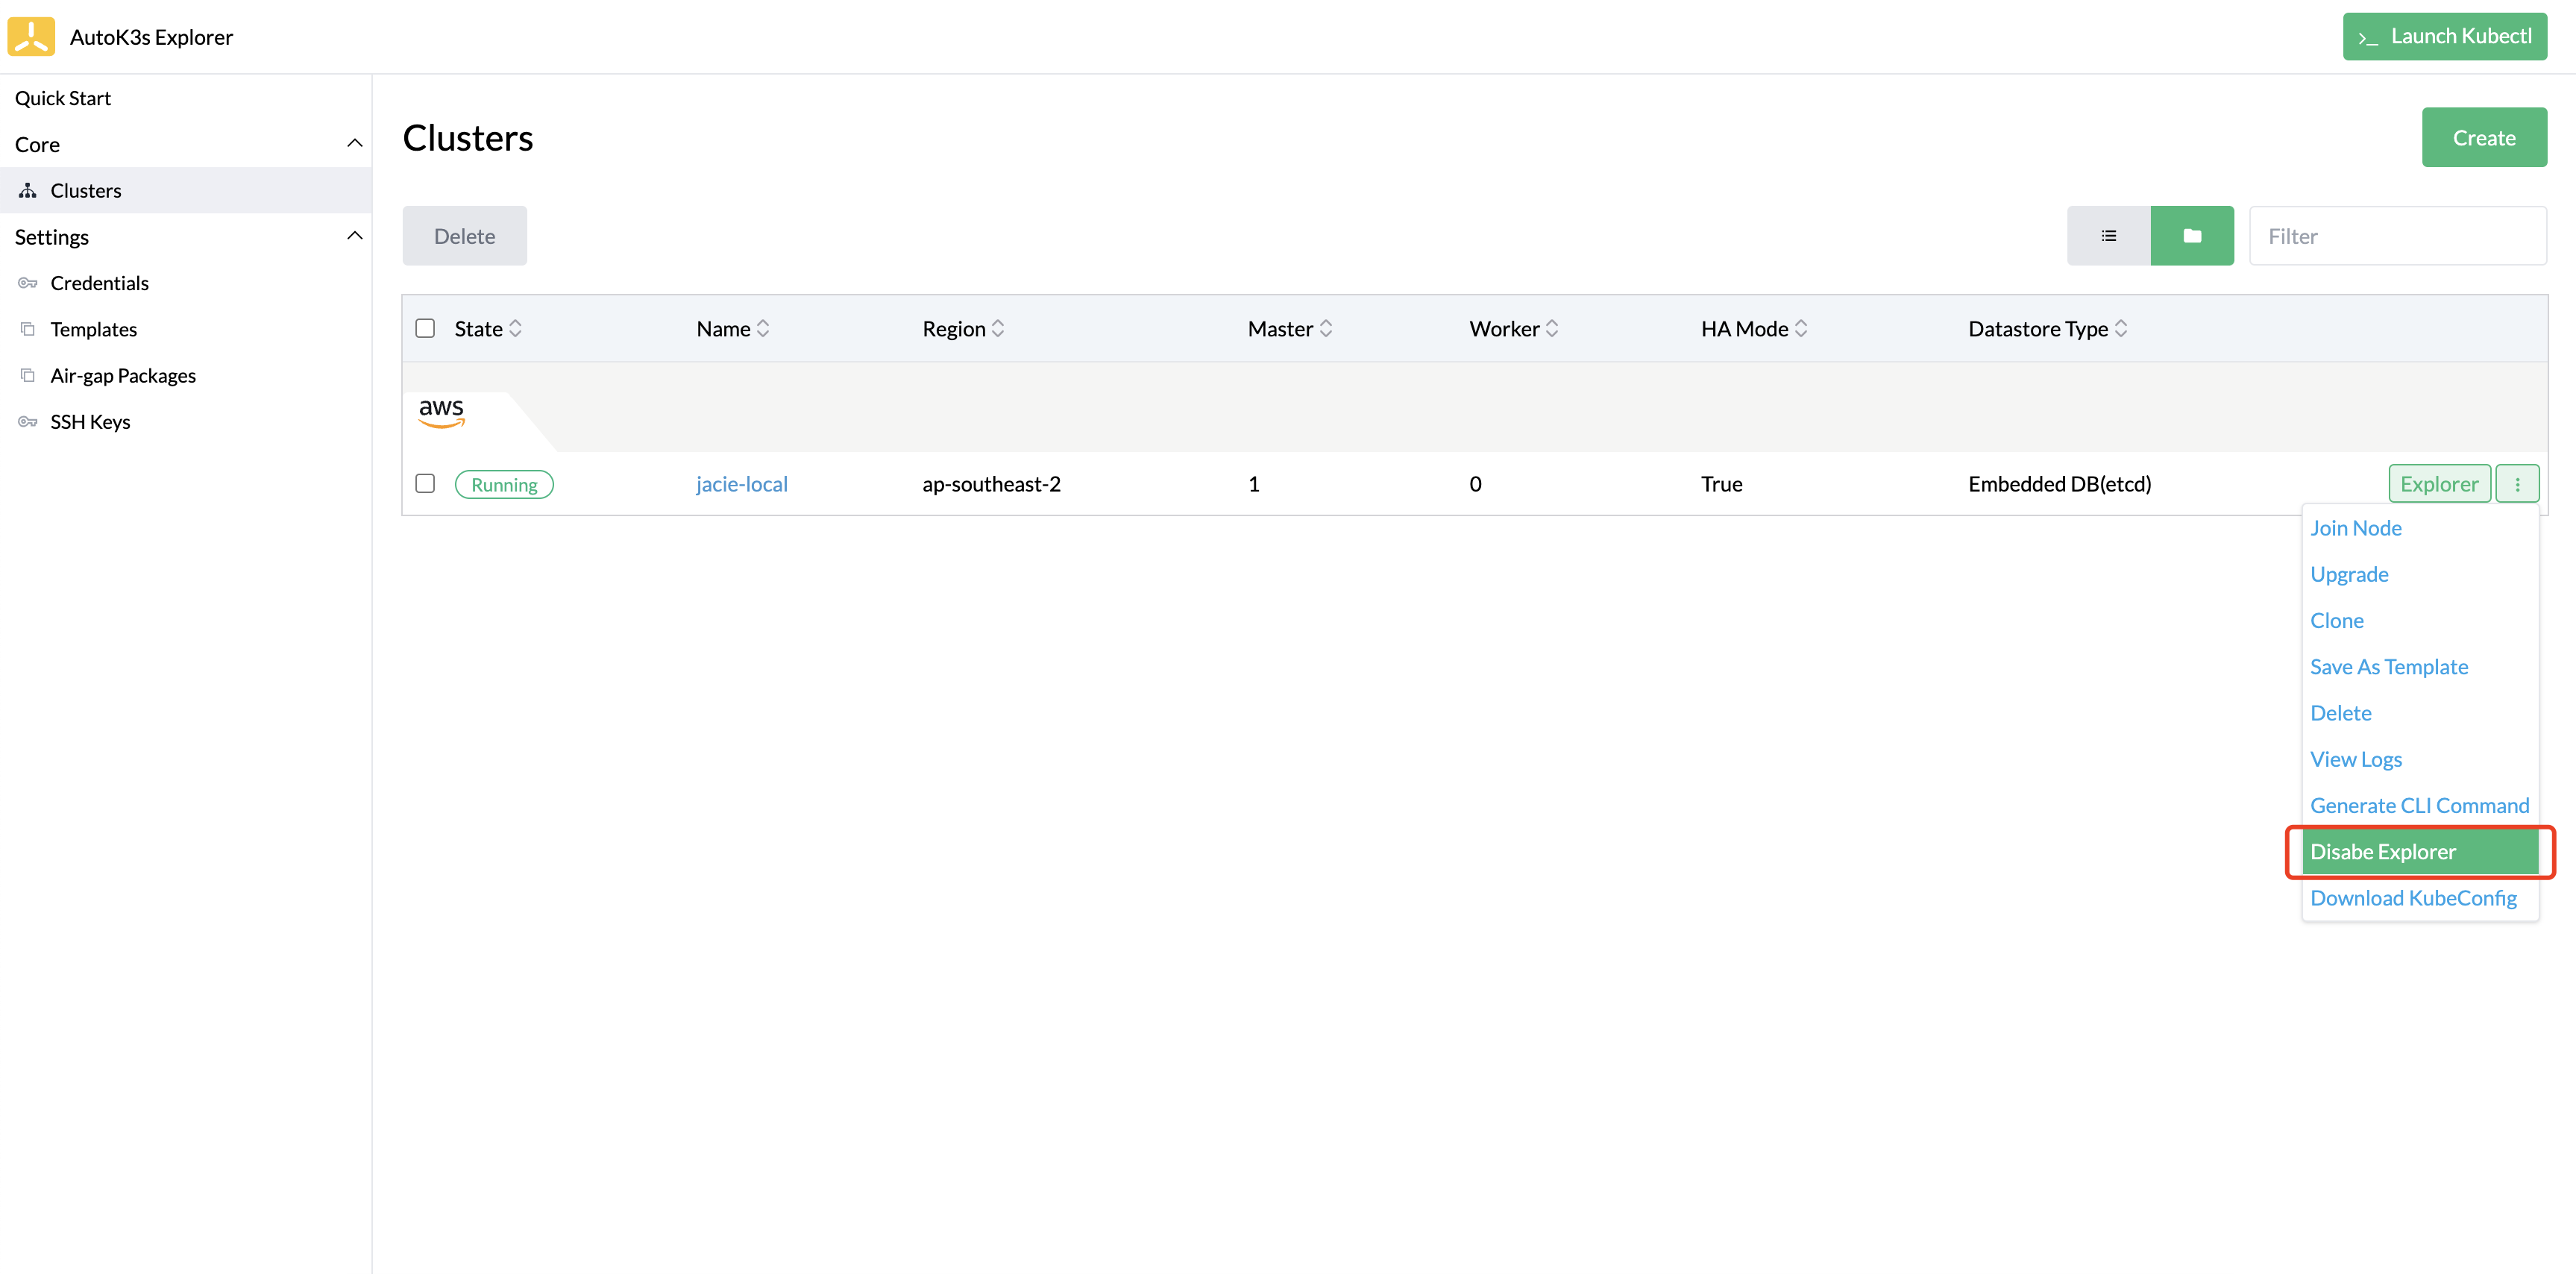 AutoK3s Explorer
>_ Launch Kubectl
Quick Start
Core
Clusters
Settings
Credentials
Templates
Air-gap Packages
SSH Keys
Clusters
Create
Delete
Filter
State Name Region Master Worker HA Mode Datastore Type
aws
Running jacie-local ap-southeast-2 1 0 True Embedded DB(etcd) Explorer
Join Node
Upgrade
Clone
Save As Template
Delete
View Logs
Generate CLI Command
Disabe Explorer
Download KubeConfig